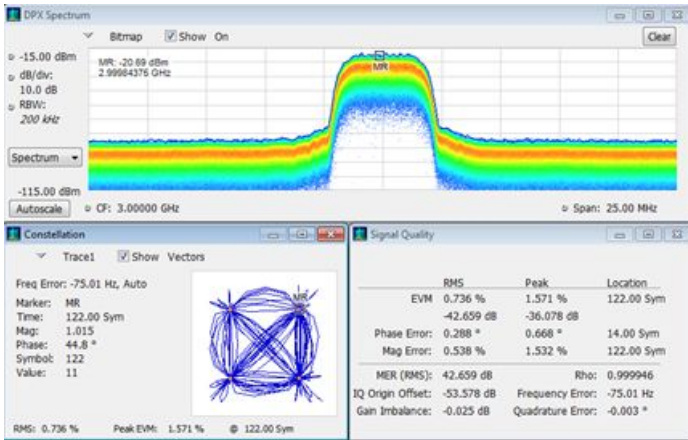 DPX Spectrum
Bitmap Show On Clear
-15.00 dBm
MR: -20.69 dBm
2.99984376 GHz
MR
dB/div:
10.0 dB
RBW:
200 kHz
Spectrum
-115.00 dBm
Autoscale CF: 3.00000 GHz Span: 25.00 MHz
Constellation
Trace1 Show Vectors
Freq Error: -75.01 Hz, Auto
Marker: MR
Time: 122.00 Sym
Mag: 1.015
Phase: 44.8 °
Symbol: 122
Value: 11
MR
RMS: 0.736 % Peak EVM: 1.571 % @ 122.00 Sym
Signal Quality
RMS Peak Location
EVM 0.736 % 1.571 % 122.00 Sym
-42.659 dB -36.078 dB
Phase Error: 0.288 ° 0.668 ° 14.00 Sym
Mag Error: 0.538 % 1.532 % 122.00 Sym
MER (RMS): 42.659 dB Rho: 0.999946
IQ Origin Offset: -53.578 dB Frequency Error: -75.01 Hz
Gain Imbalance: -0.025 dB Quadrature Error: -0.003 °